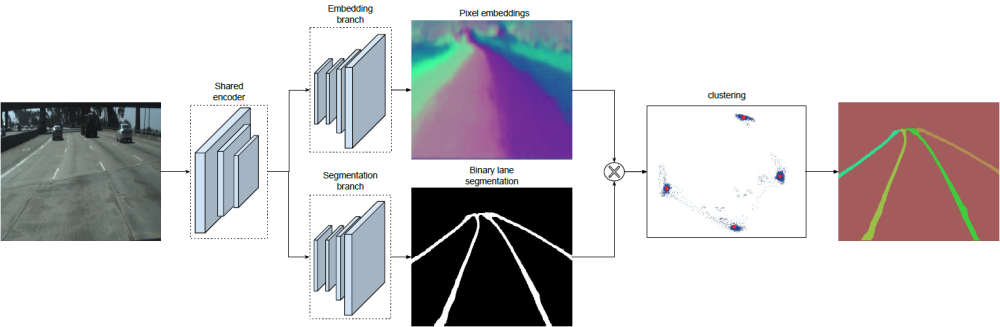 Embedding
branch
Pixel embeddings
Shared
encoder
clustering
Segmentation
branch
Binary lane
segmentation